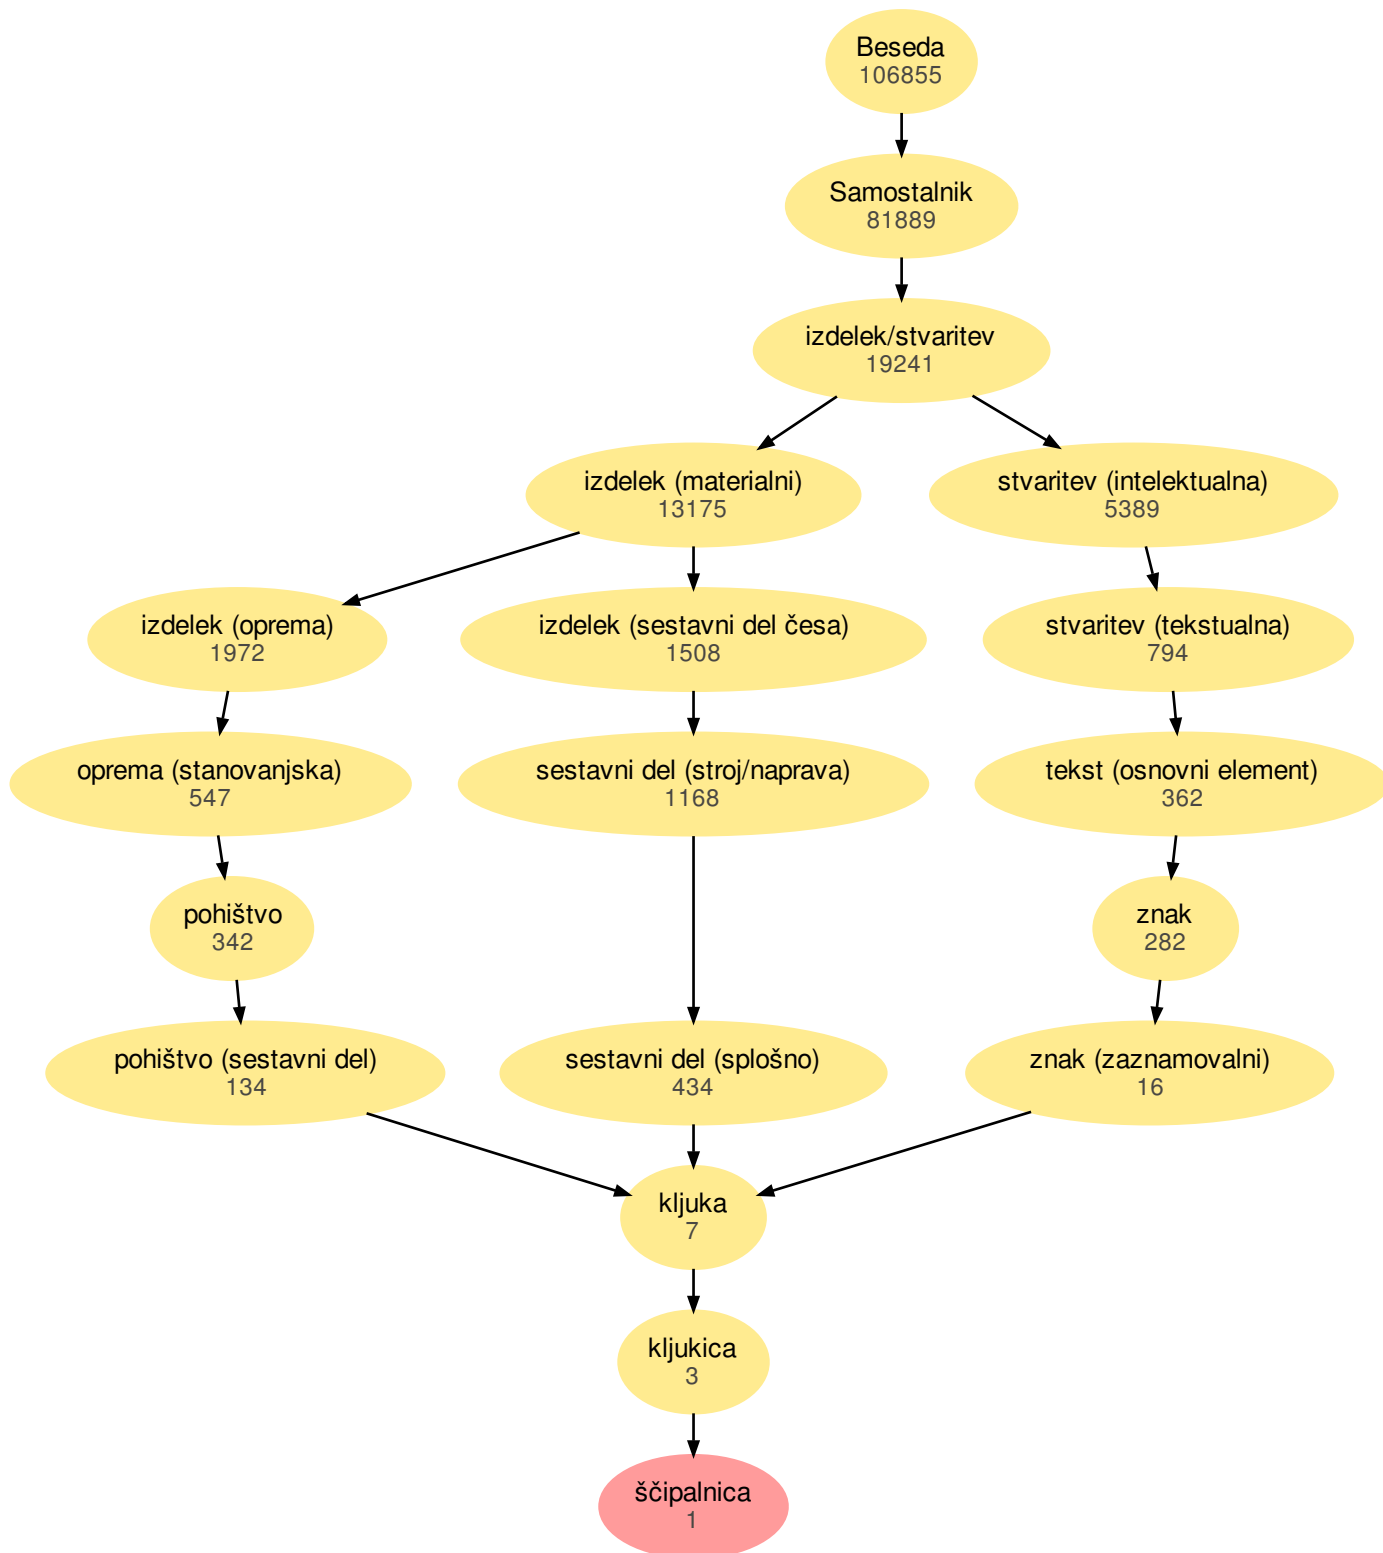 Beseda
106855
Samostalnik
81889
izdelek/stvaritev
19241
izdelek (materialni)
13175
stvaritev (intelektualna)
5389
izdelek (oprema)
1972
izdelek (sestavni del česa)
1508
stvaritev (tekstualna)
794
oprema (stanovanjska)
547
sestavni del (stroj/naprava)
1168
tekst (osnovni element)
362
pohištvo
342
znak
282
pohištvo (sestavni del)
134
sestavni del (splošno)
434
znak (zaznamovalni)
16
kljuka
7
kljukica
3
ščipalnica
1